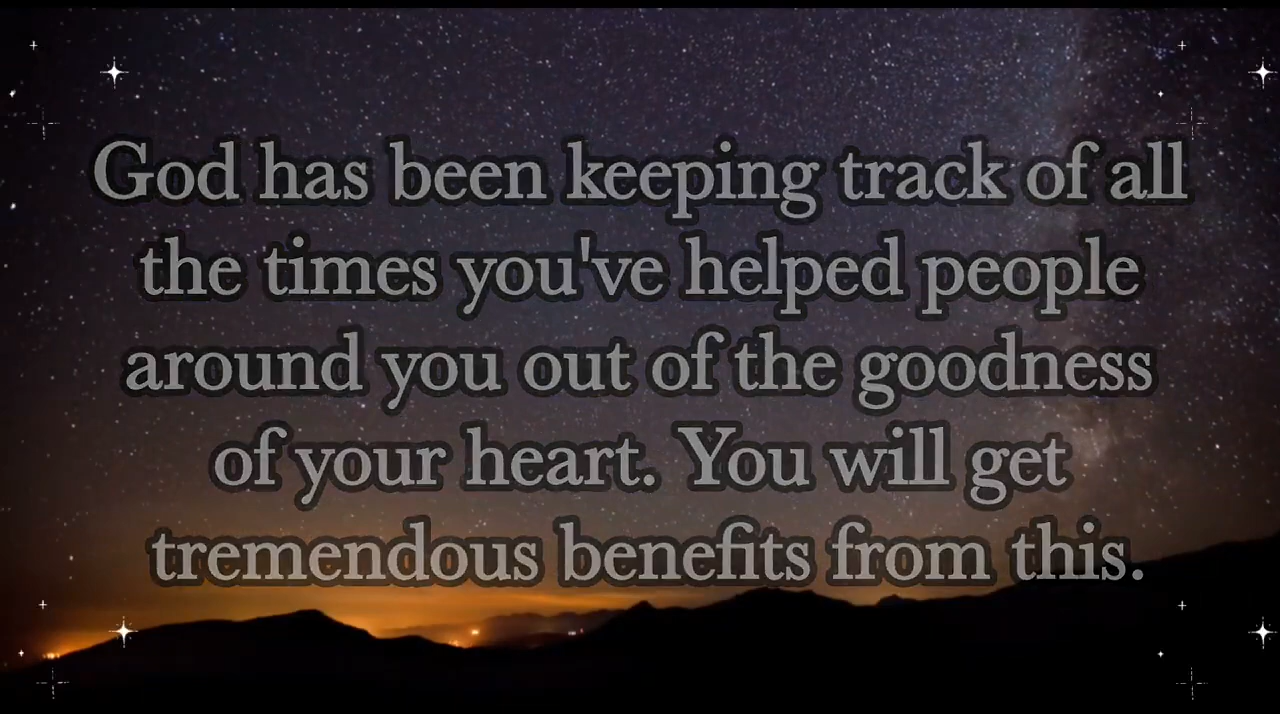 God has been keeping track of all
the times you've helped people
around you out of the goodness
of your heart. You will get
tremendous benefits from this.